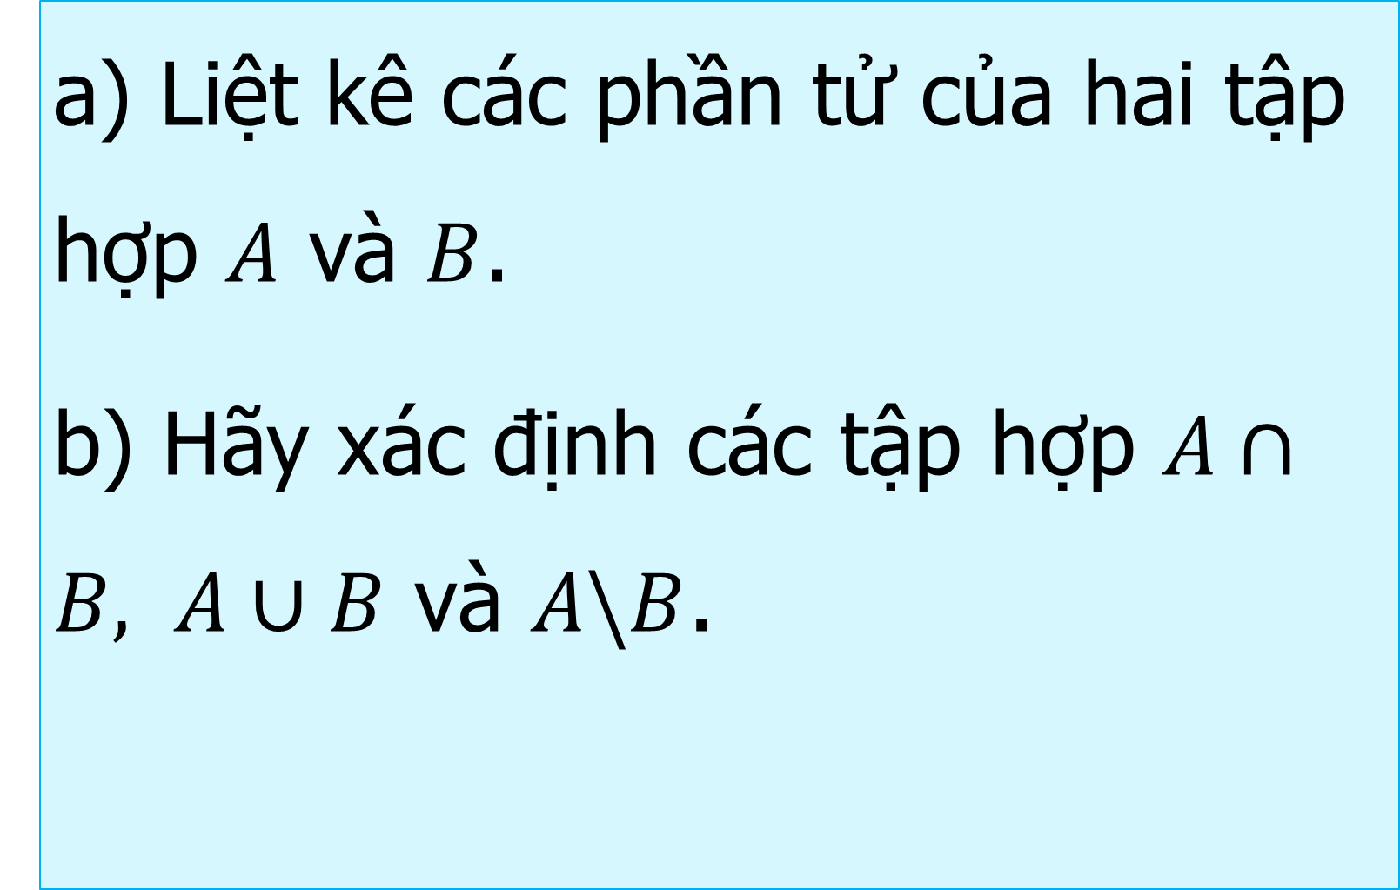 a) Liệt kê các phần tử của hai tập
hợp A và B.
b) Hãy xác định các tập hợp A ∩
B, A ∪ B và A\B.